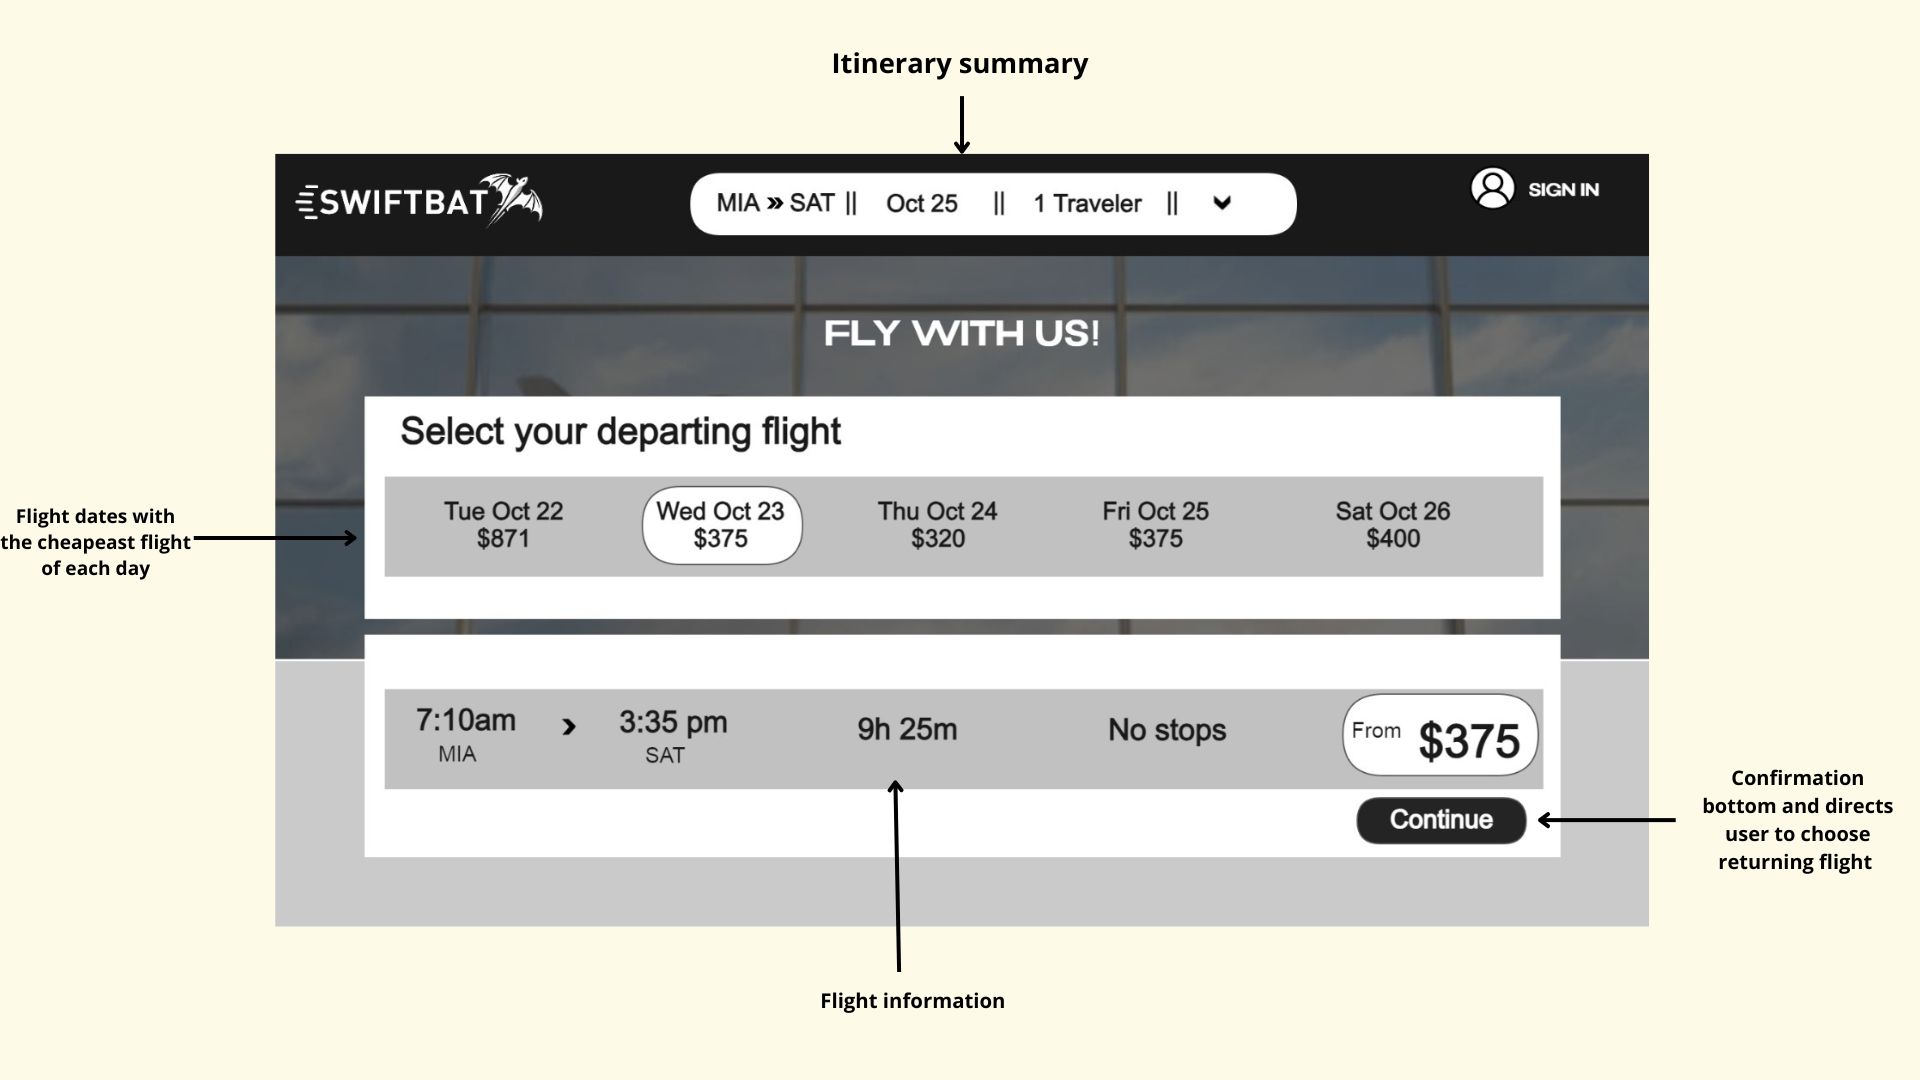 Itinerary summary
SWIFTBAT
MIA » SAT || Oct 25 || 1 Traveler ||
SIGN IN
FLY WITH US!
Select your departing flight
Tue Oct 22 Wed Oct 23 Thu Oct 24 Fri Oct 25 Sat Oct 26
$871 $375 $320 $375 $400
Flight dates with
the cheapeast flight
of each day
7:10am › 3:35 pm 9h 25m No stops From $375
MIA SAT
Continue
Confirmation
bottom and directs
user to choose
returning flight
Flight information